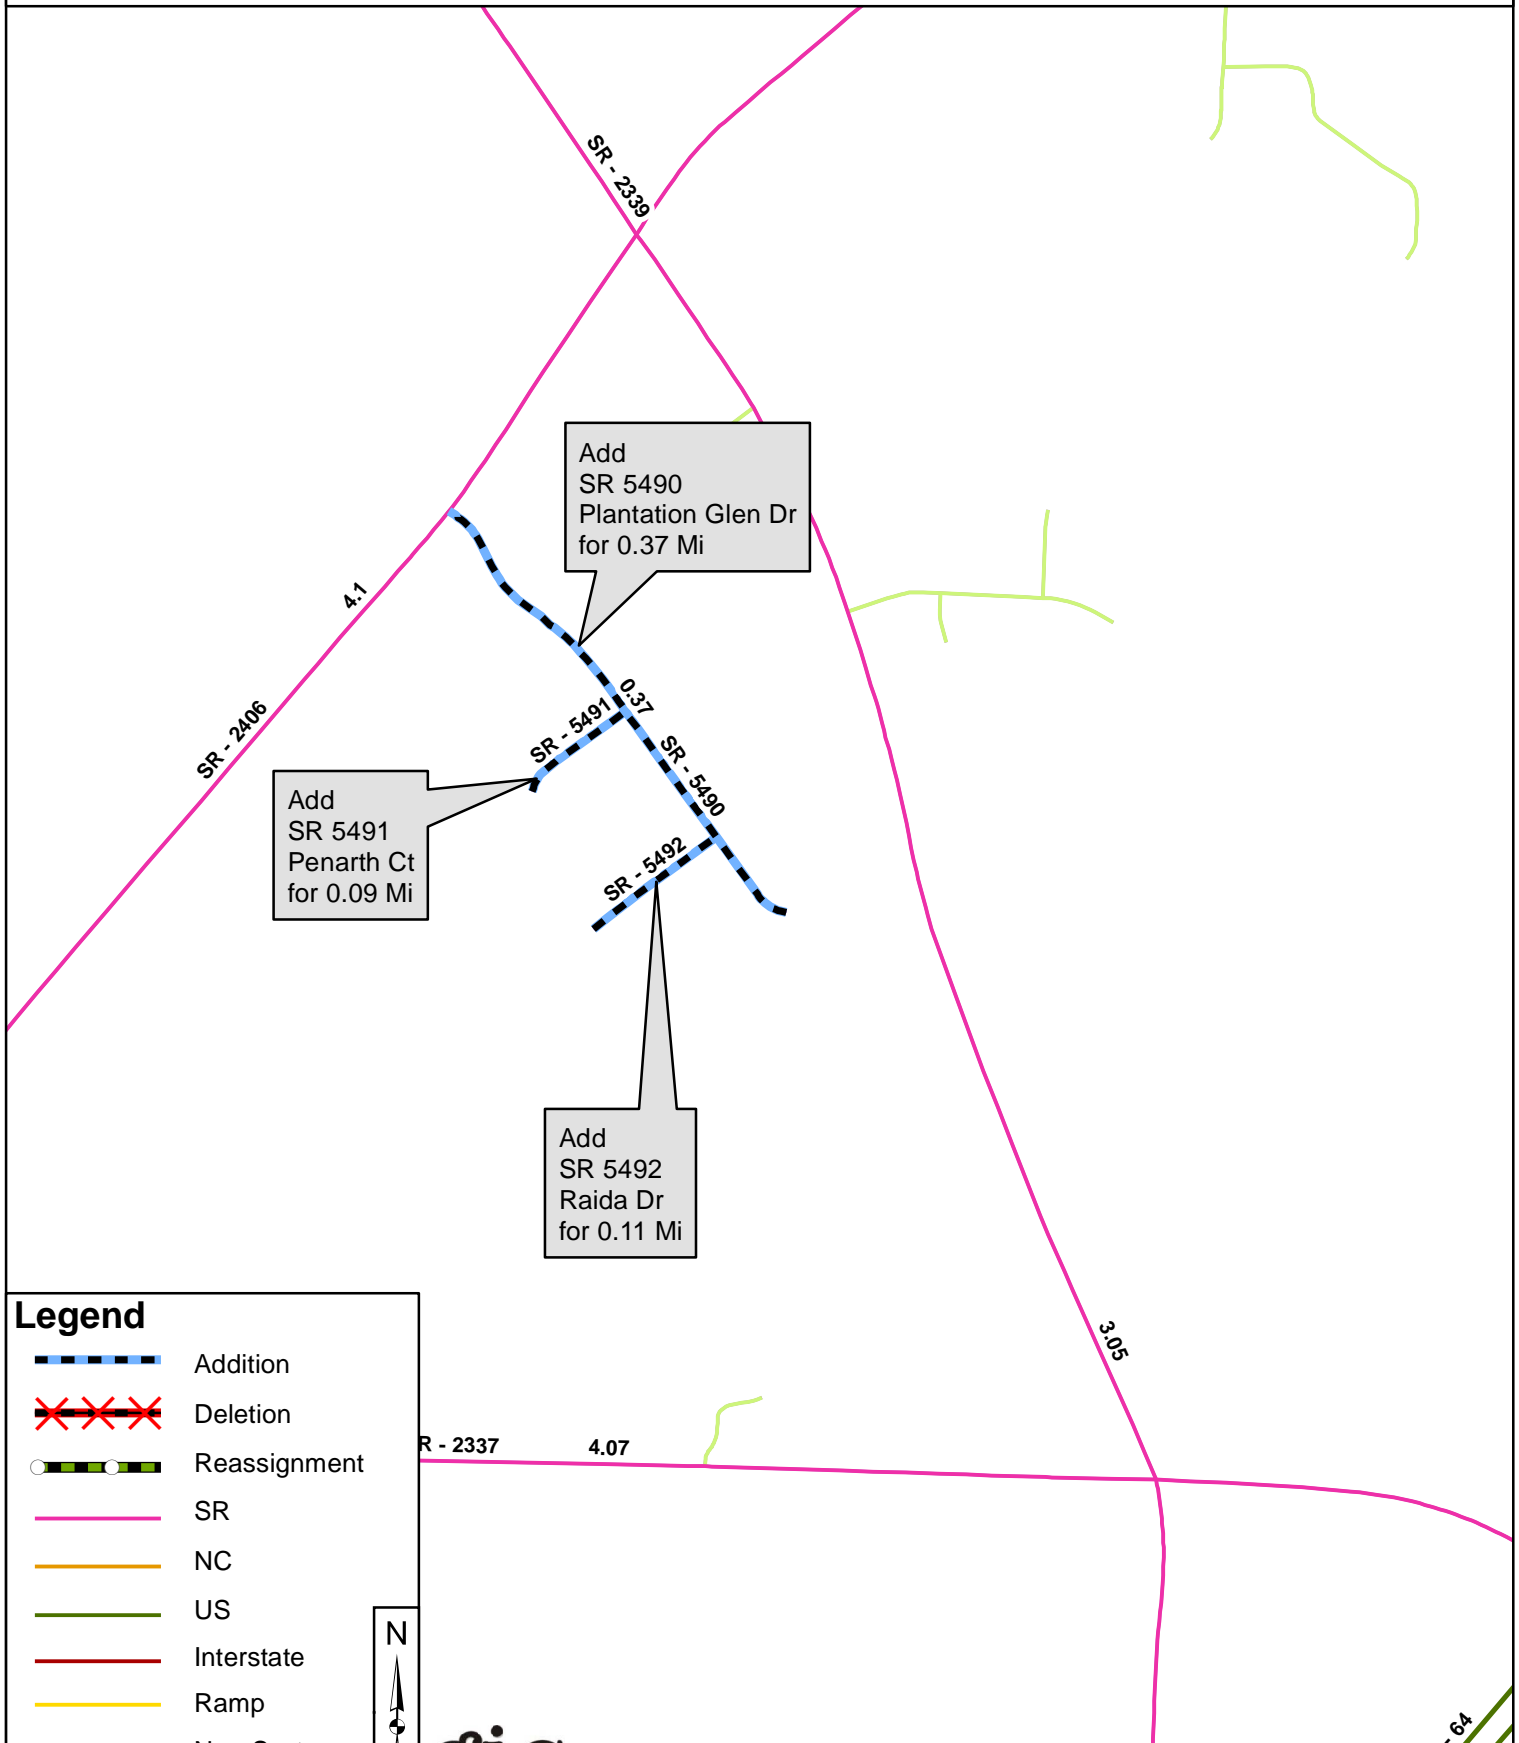 SR - 2339
Add
SR 5490
Plantation Glen Dr
for 0.37 Mi
4.1
SR - 2406
0.37
SR - 5491
SR - 5490
Add
SR 5491
Penarth Ct
for 0.09 Mi
SR - 5492
Add
SR 5492
Raida Dr
for 0.11 Mi
3.05
Legend
Addition
Deletion
Reassignment
SR
NC
US
Interstate
Ramp
R - 2337
4.07
N
- 64